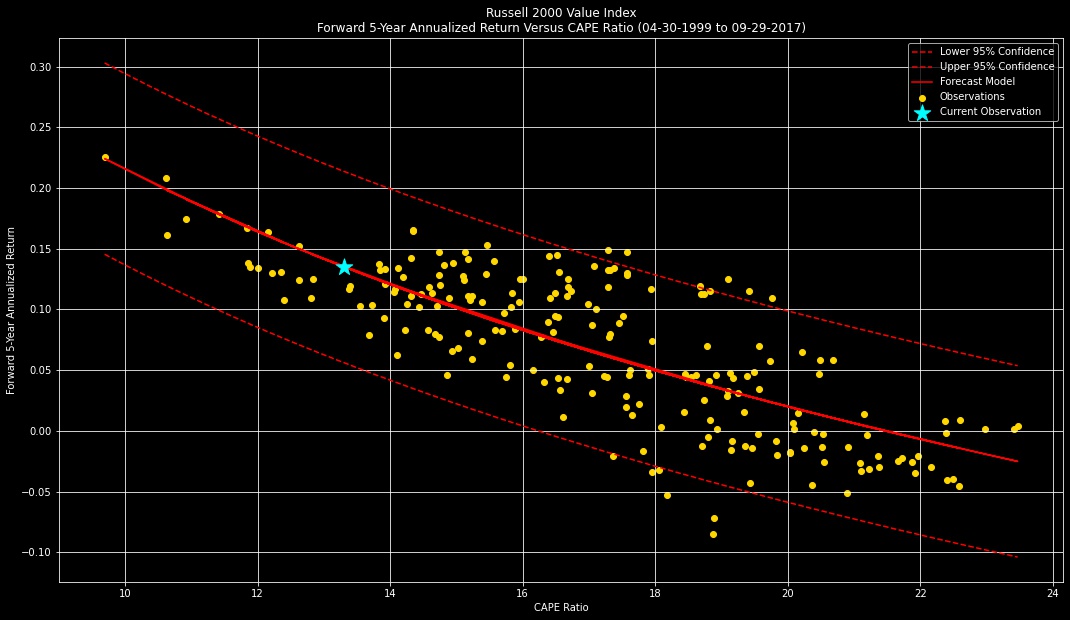 Russell 2000 Value Index
Forward 5-Year Annualized Return Versus CAPE Ratio (04-30-1999 to 09-29-2017)
Lower 95% Confidence
Upper 95% Confidence
Forecast Model
Observations
Current Observation
Forward 5-Year Annualized Return
0.30
0.25
0.20
0.15
0.10
0.05
0.00
−0.05
−0.10
10 12 14 16 18 20 22 24
CAPE Ratio